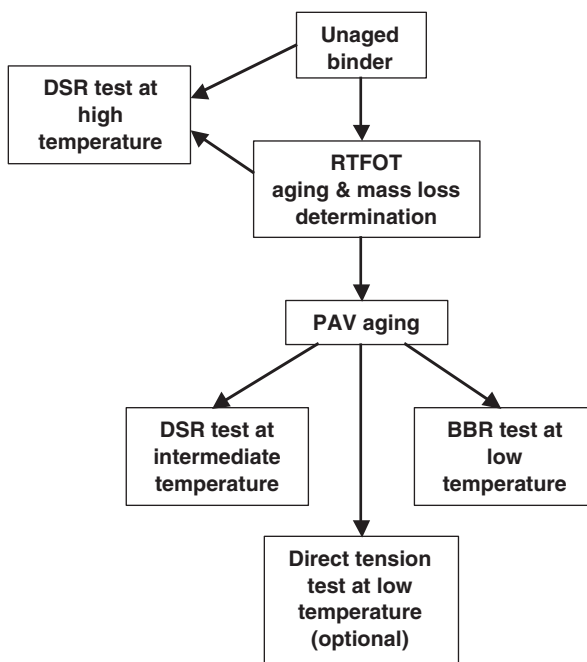 Unaged
binder
DSR test at
high
temperature
RTFOT
aging & mass loss
determination
PAV aging
DSR test at
intermediate
temperature
BBR test at
low
temperature
Direct tension
test at low
temperature
(optional)